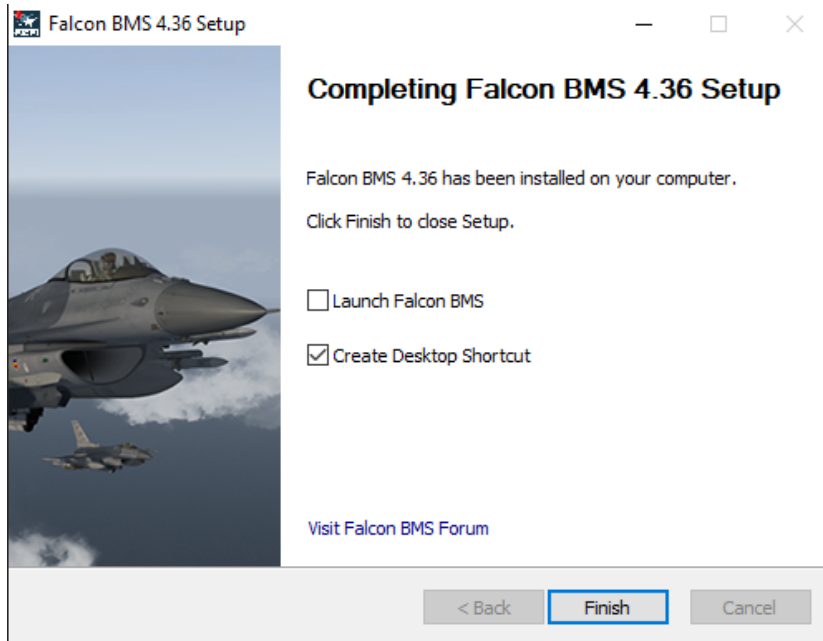 Falcon BMS 4.36 Setup
Completing Falcon BMS 4.36 Setup
Falcon BMS 4.36 has been installed on your computer.
Click Finish to close Setup.
Launch Falcon BMS
Create Desktop Shortcut
Visit Falcon BMS Forum
< Back Finish Cancel